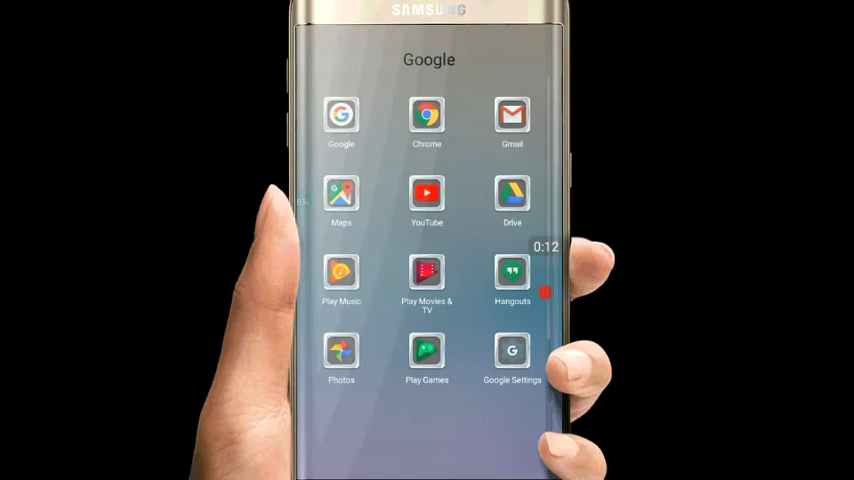 SAMSUNG
Google
Google Chrome Gmail
Maps YouTube Drive
0:12
Play Music Play Movies & TV Hangouts
Photos Play Games Google Settings
G